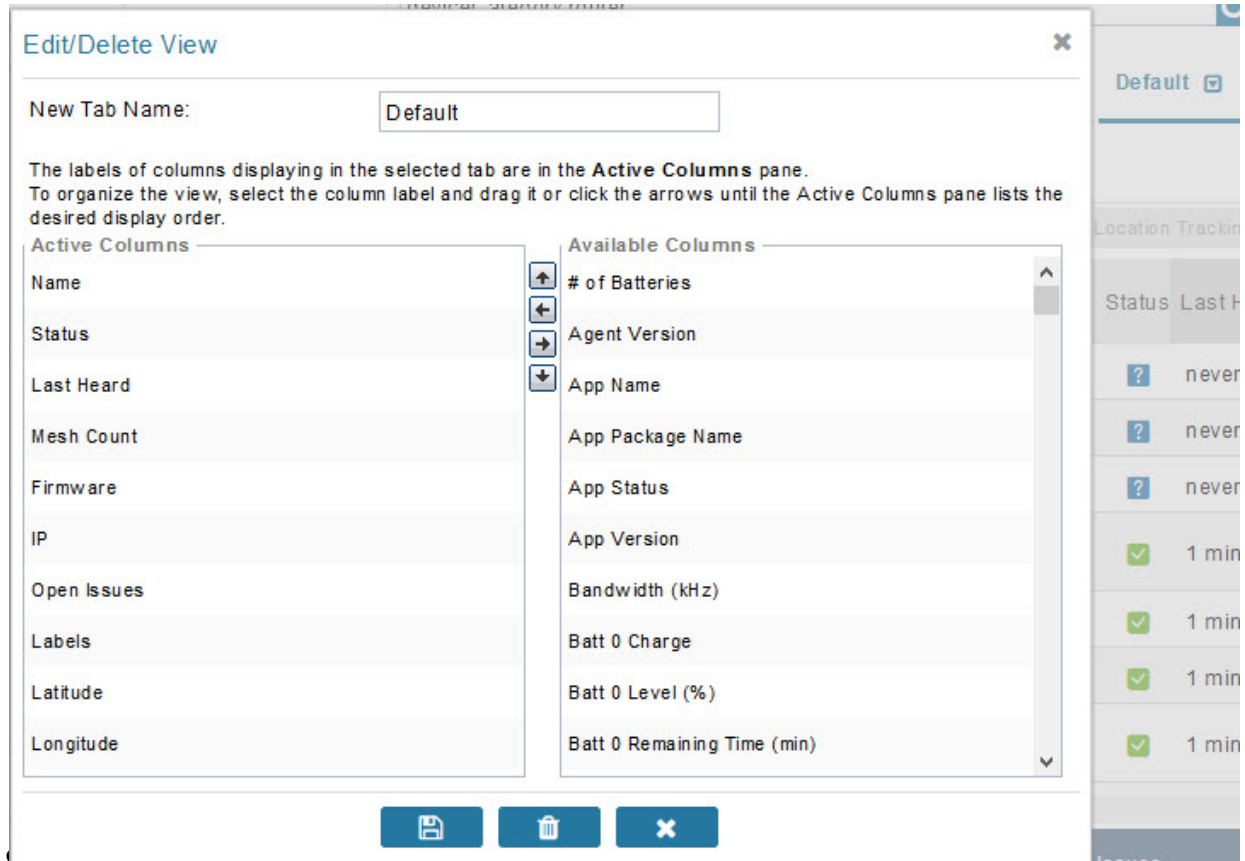 Edit/Delete View
Default
New Tab Name:
Default
The labels of columns displaying in the selected tab are in the Active Columns pane.
To organize the view, select the column label and drag it or click the arrows until the Active Columns pane lists the
desired display order.
Active Columns
Name
Status
Last Heard
Mesh Count
Firmware
IP
Open Issues
Labels
Latitude
Longitude
Available Columns
# of Batteries
Agent Version
App Name
App Package Name
App Status
App Version
Bandwidth (kHz)
Batt 0 Charge
Batt 0 Level (%)
Batt 0 Remaining Time (min)
Location Trackin
Status Last H
never
never
never
1 min
1 min
1 min
1 min